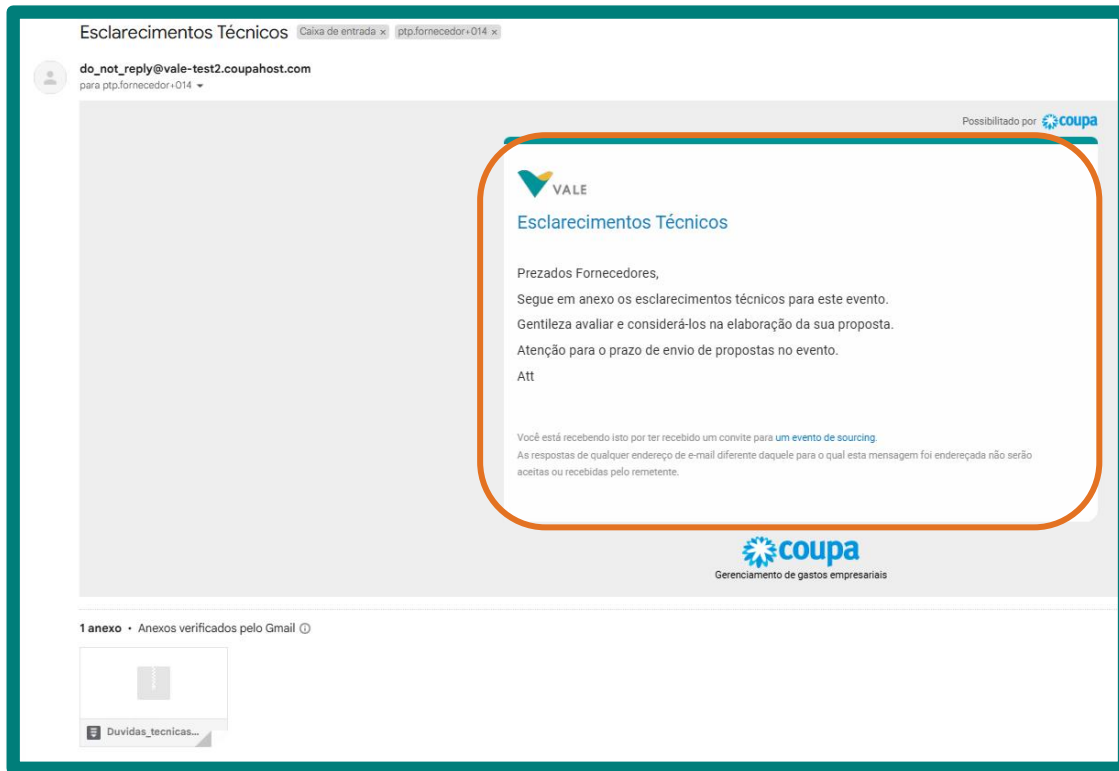 Esclarecimentos Técnicos Caixa de entrada x ptp.fornecedor+014 x
do_not_reply@vale-test2.coupahost.com
para ptp.fornecedor+014
Possibilitado por coupa
VALE
Esclarecimentos Técnicos
Prezados Fornecedores,
Segue em anexo os esclarecimentos técnicos para este evento.
Gentileza avaliar e considerá-los na elaboração da sua proposta.
Atenção para o prazo de envio de propostas no evento.
Att
Você está recebendo isto por ter recebido um convite para um evento de sourcing.
As respostas de qualquer endereço de e-mail diferente daquele para o qual esta mensagem foi endereçada não serão
aceitas ou recebidas pelo remetente.
coupa
Gerenciamento de gastos empresariais
1 anexo • Anexos verificados pelo Gmail
Duvidas_tecnicas...